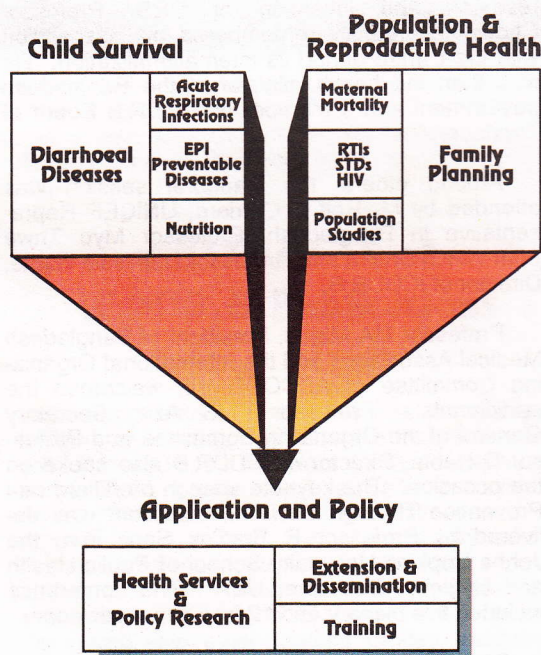 Child Survival
Population &
Reproductive Health
Diarrhoeal
Diseases
Acute
Respiratory
Infections
EPI
Preventable
Diseases
Nutrition
Maternal
Mortality
RTIs
STDs
HIV
Population
Studies
Family
Planning
Application and Policy
Health Services
&
Policy Research
Extension &
Dissemination
Training